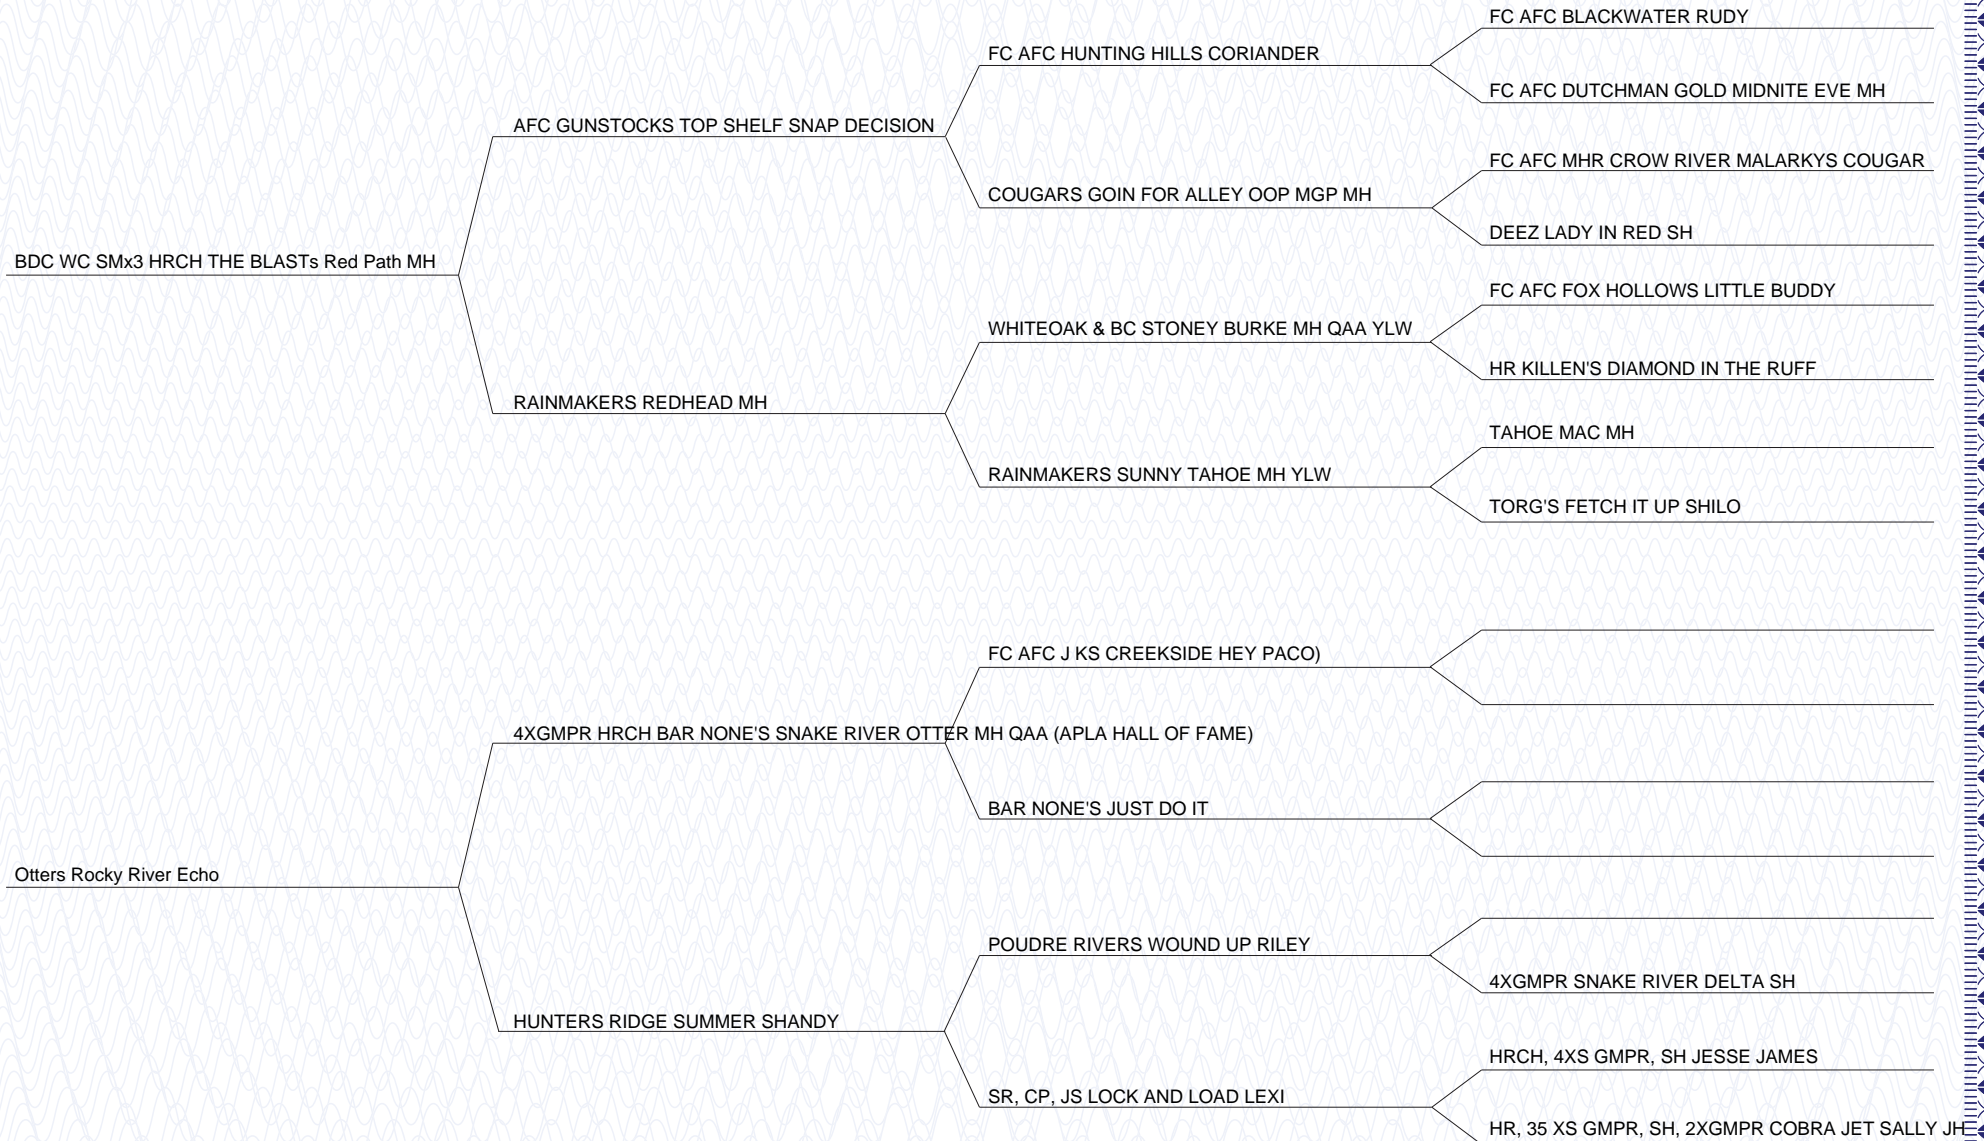 FC AFC BLACKWATER RUDY
FC AFC HUNTING HILLS CORIANDER
FC AFC DUTCHMAN GOLD MIDNITE EVE MH
AFC GUNSTOCKS TOP SHELF SNAP DECISION
FC AFC MHR CROW RIVER MALARKYS COUGAR
COUGARS GOIN FOR ALLEY OOP MGP MH
DEEZ LADY IN RED SH
BDC WC SMx3 HRCH THE BLASTs Red Path MH
FC AFC FOX HOLLOWS LITTLE BUDDY
WHITEOAK & BC STONEY BURKE MH QAA YLW
HR KILLEN'S DIAMOND IN THE RUFF
RAINMAKERS REDHEAD MH
TAHOE MAC MH
RAINMAKERS SUNNY TAHOE MH YLW
TORG'S FETCH IT UP SHILO
FC AFC J KS CREEKSIDE HEY PACO)
4XGMPR HRCH BAR NONE'S SNAKE RIVER OTTER MH QAA (APLA HALL OF FAME)
BAR NONE'S JUST DO IT
Otters Rocky River Echo
POUDRE RIVERS WOUND UP RILEY
4XGMPR SNAKE RIVER DELTA SH
HUNTERS RIDGE SUMMER SHANDY
HRCH, 4XS GMPR, SH JESSE JAMES
SR, CP, JS LOCK AND LOAD LEXI
HR, 35 XS GMPR, SH, 2XGMPR COBRA JET SALLY JH